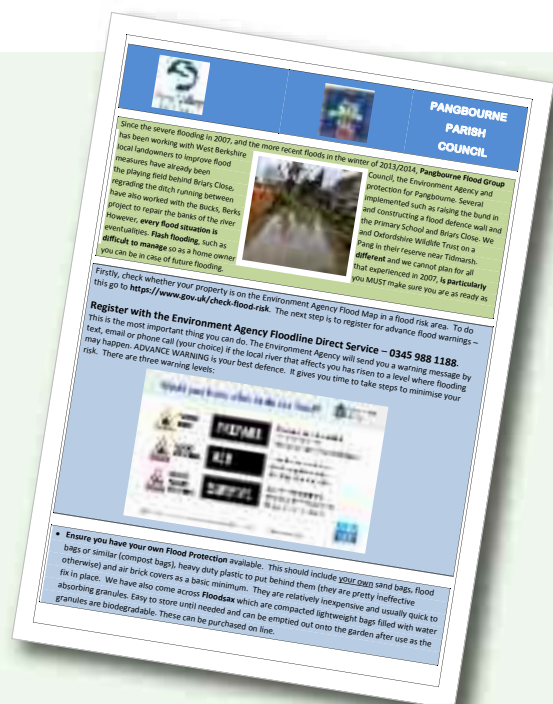 PANGBOURNE
PARISH
COUNCIL
Since the severe flooding in 2007, and the more recent floods in the winter of 2013/2014, Pangbourne Flood Group
has been working with West Berkshire
local landowners to improve flood
measures have already been
the playing field behind Briars Close,
regrading the ditch running between
have also worked with the Bucks, Berks
project to repair the banks of the river
However, every flood situation is
eventualities. Flash flooding, such as
difficult to manage so as a home owner
you can be in case of future flooding.
Council, the Environment Agency and
protection for Pangbourne. Several
implemented such as raising the bund in
and constructing a flood defence wall and
the Primary School and Briars Close. We
and Oxfordshire Wildlife Trust on a
Pang in their reserve near Tidmarsh.
different and we cannot plan for all
that experienced in 2007, is particularly
you MUST make sure you are as ready as
Firstly, check whether your property is on the Environment Agency Flood Map in a flood risk area. To do
this go to https://www.gov.uk/check-flood-risk. The next step is to register for advance flood warnings –
Register with the Environment Agency Floodline Direct Service – 0345 988 1188.
This is the most important thing you can do. The Environment Agency will send you a warning message by
text, email or phone call (your choice) if the local river that affects you has risen to a level where flooding
may happen. ADVANCE WARNING is your best defence. It gives you time to take steps to minimise your
risk. There are three warning levels:
• Ensure you have your own Flood Protection available. This should include your own sand bags, flood
bags or similar (compost bags), heavy duty plastic to put behind them (they are pretty ineffective
otherwise) and air brick covers as a basic minimum. They are relatively inexpensive and usually quick to
fix in place. We have also come across Floodsax which are compacted lightweight bags filled with water
absorbing granules. Easy to store until needed and can be emptied out onto the garden after use as the
granules are biodegradable. These can be purchased on line.